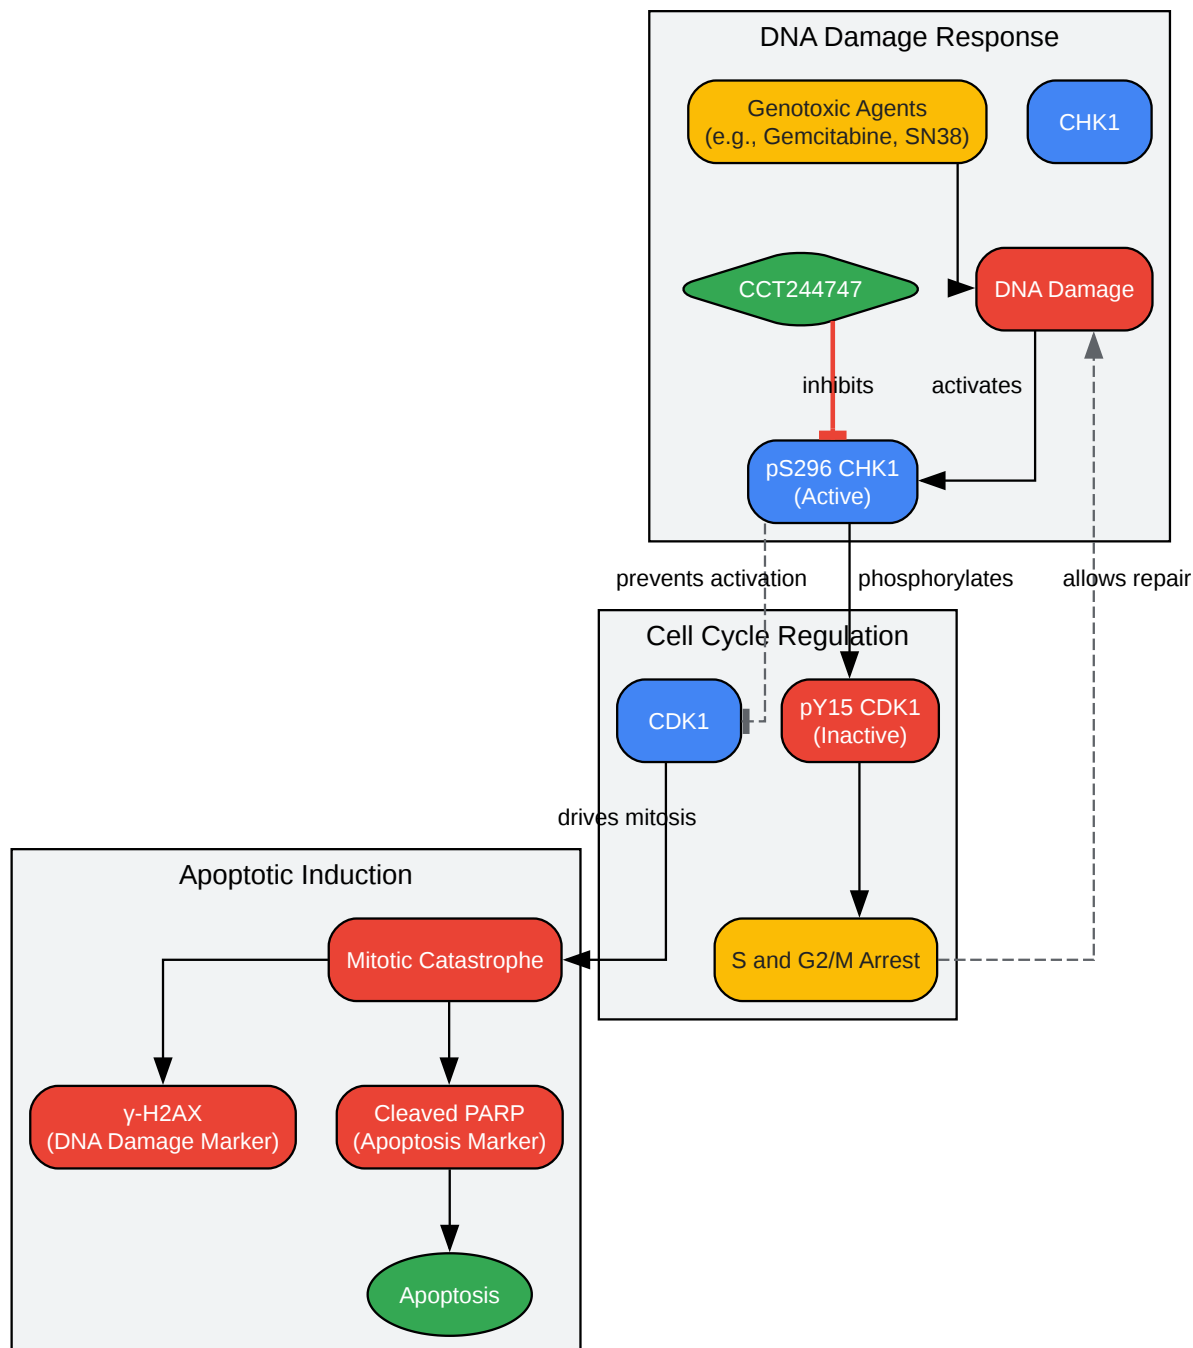 DNA Damage Response
Genotoxic Agents
(e.g., Gemcitabine, SN38)
CHK1
CCT244747
DNA Damage
inhibits
activates
pS296 CHK1
(Active)
prevents activation
phosphorylates
allows repair
Cell Cycle Regulation
CDK1
pY15 CDK1
(Inactive)
drives mitosis
Apoptotic Induction
Mitotic Catastrophe
S and G2/M Arrest
γ-H2AX
(DNA Damage Marker)
Cleaved PARP
(Apoptosis Marker)
Apoptosis